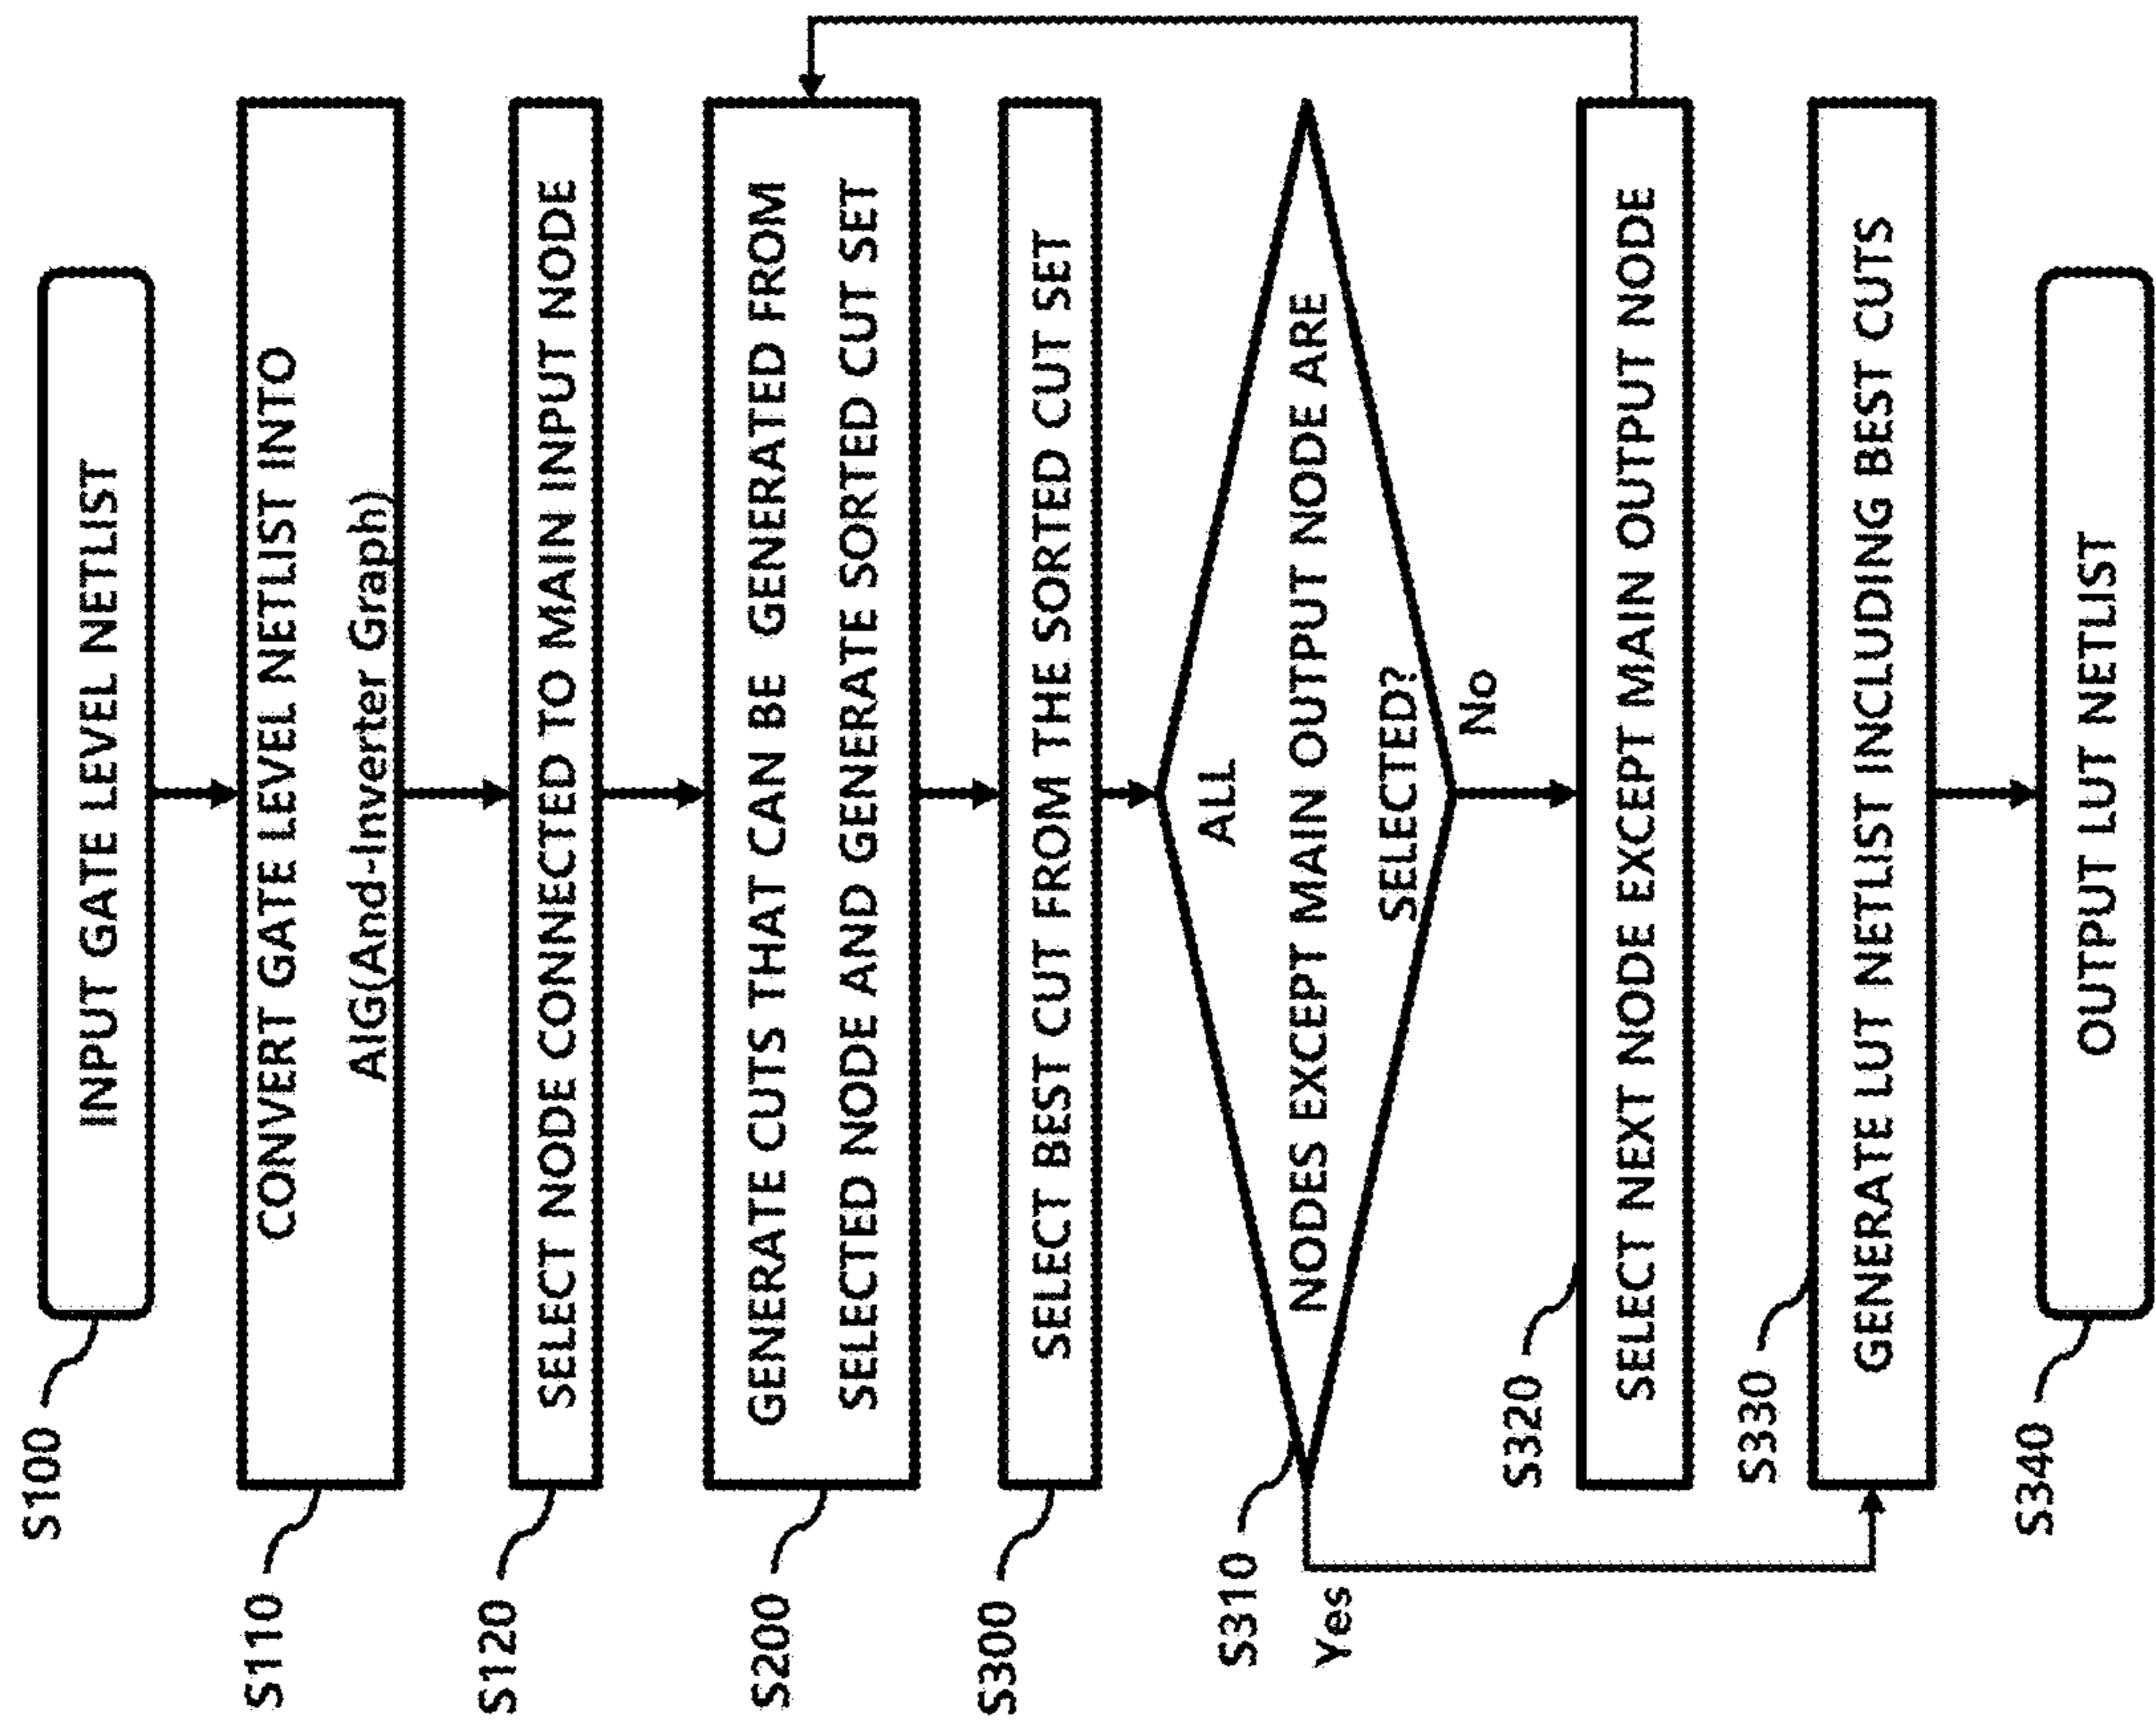 S100
INPUT GATE LEVEL NETLIST
S110
CONVERT GATE LEVEL NETLIST INTO
AIG(And-Inverter Graph)
S120
SELECT NODE CONNECTED TO MAIN INPUT NODE
S200
GENERATE CUTS THAT CAN BE GENERATED FROM
SELECTED NODE AND GENERATE SORTED CUT SET
S300
SELECT BEST CUT FROM THE SORTED CUT SET
S310
ALL
NODES EXCEPT MAIN OUTPUT NODE ARE
SELECTED?
Yes
No
S320
SELECT NEXT NODE EXCEPT MAIN OUTPUT NODE
S330
GENERATE LUT NETLIST INCLUDING BEST CUTS
S340
OUTPUT LUT NETLIST